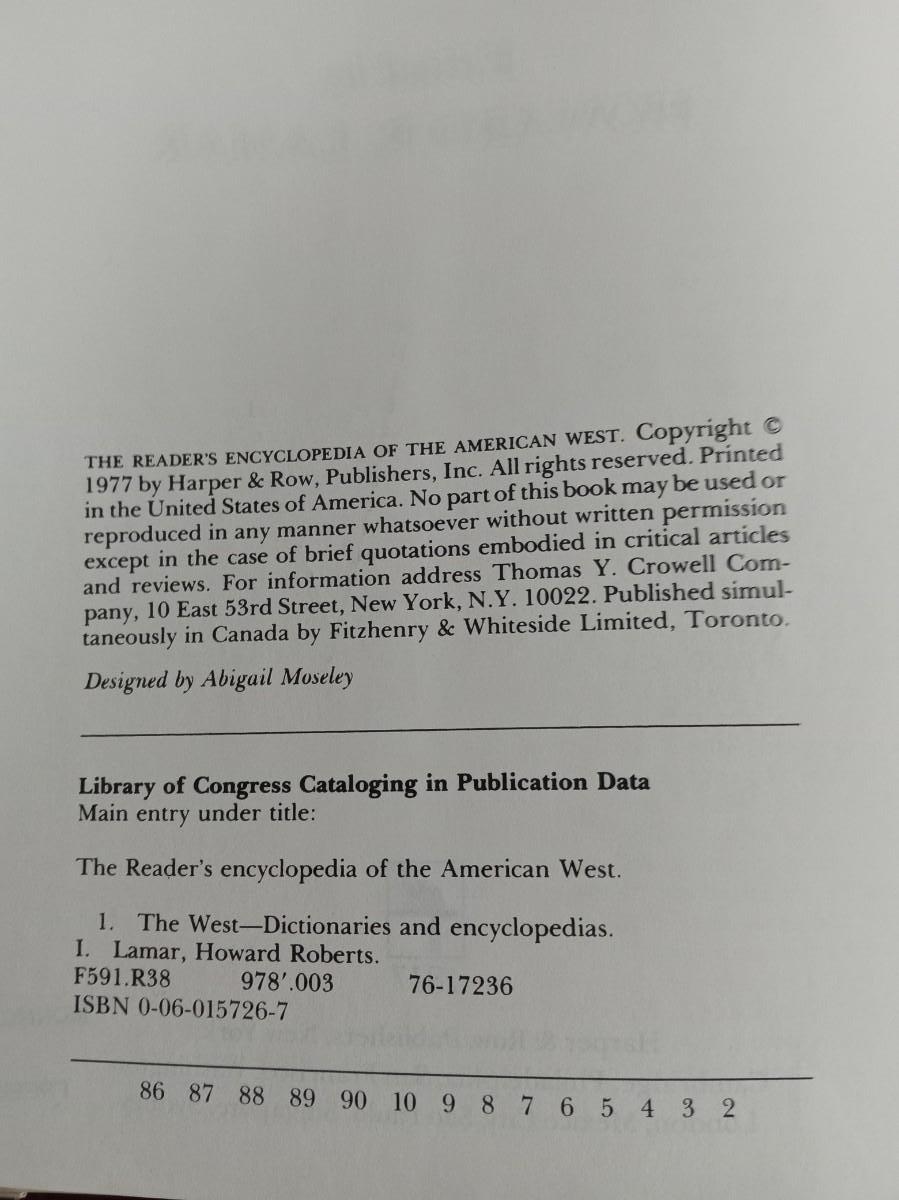 THE READER'S ENCYCLOPEDIA OF THE AMERICAN WEST. Copyright ©
1977 by Harper & Row, Publishers, Inc. All rights reserved. Printed
in the United States of America. No part of this book may be used or
reproduced in any manner whatsoever without written permission
except in the case of brief quotations embodied in critical articles
and reviews. For information address Thomas Y. Crowell Com-
pany, 10 East 53rd Street, New York, N.Y. 10022. Published simul-
taneously in Canada by Fitzhenry & Whiteside Limited, Toronto.
Designed by Abigail Moseley
Library of Congress Cataloging in Publication Data
Main entry under title:
The Reader's encyclopedia of the American West.
1. The West—Dictionaries and encyclopedias.
I. Lamar, Howard Roberts.
F591.R38 978'.003 76-17236
ISBN 0-06-015726-7
86 87 88 89 90 10 9 8 7 6 5 4 3 2